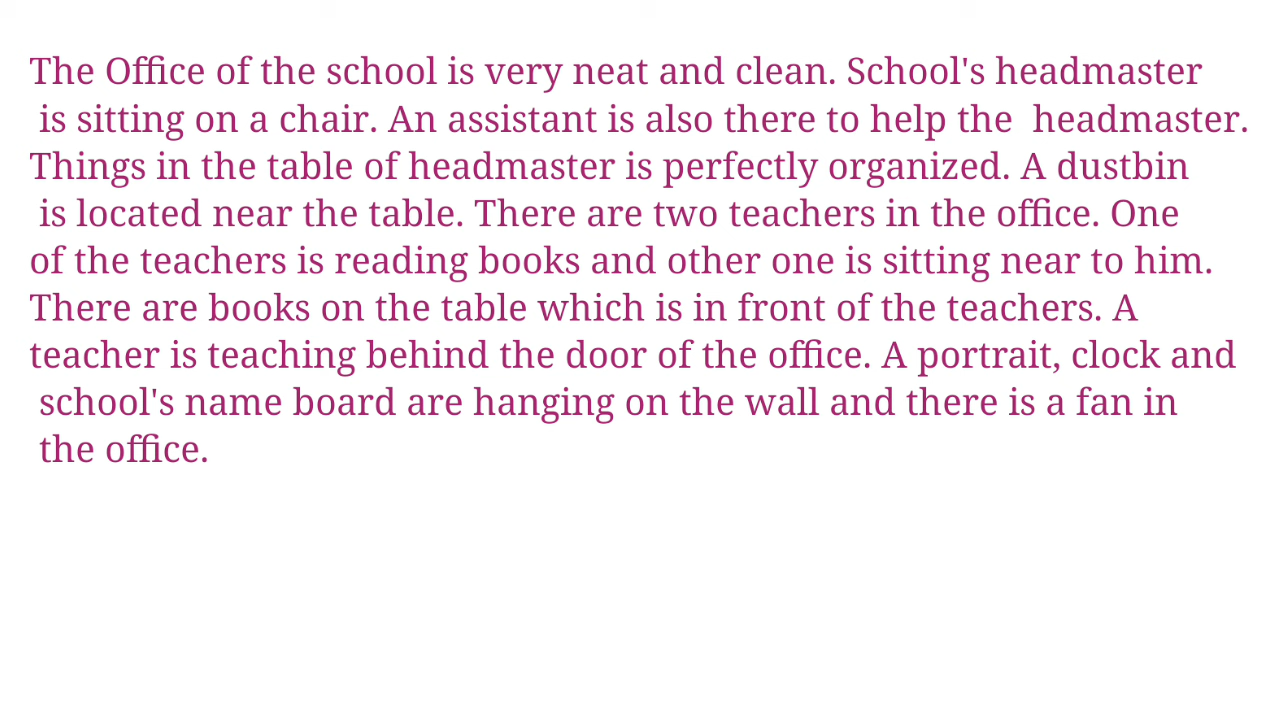 The Office of the school is very neat and clean. School's headmaster
is sitting on a chair. An assistant is also there to help the  headmaster.
Things in the table of headmaster is perfectly organized. A dustbin
is located near the table. There are two teachers in the office. One
of the teachers is reading books and other one is sitting near to him.
There are books on the table which is in front of the teachers. A
teacher is teaching behind the door of the office. A portrait, clock and
school's name board are hanging on the wall and there is a fan in
the office.